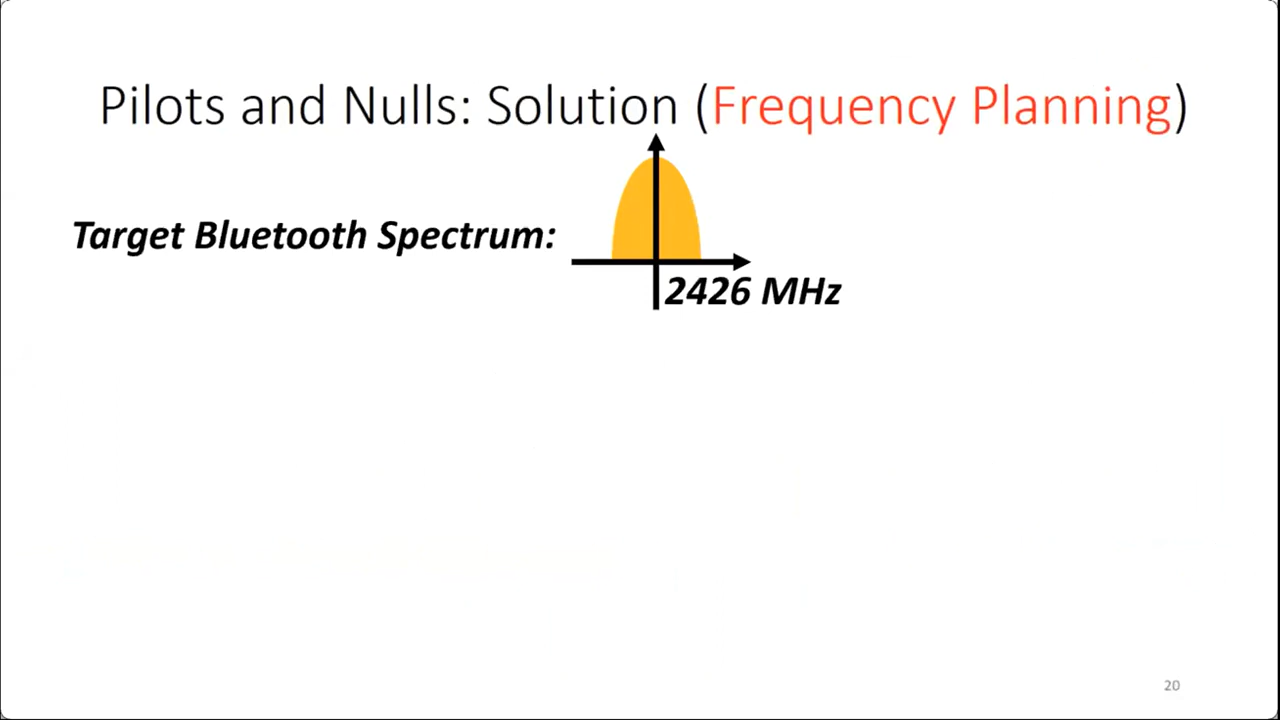 Pilots and Nulls: Solution (Frequency Planning)
Target Bluetooth Spectrum:
2426 MHz
20